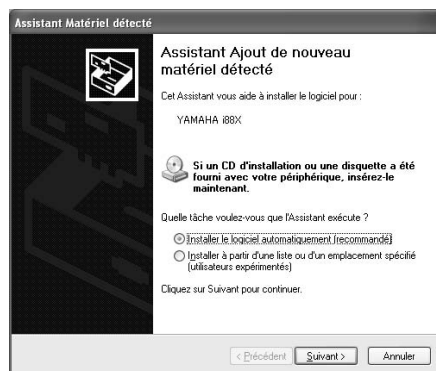 Assistant Matériel détecté
Assistant Ajout de nouveau
matériel détecté
Cet Assistant vous aide à installer le logiciel pour :
YAMAHA i88X
Si un CD d'installation ou une disquette a été
fourni avec votre périphérique, insérez-le
maintenant.
Quelle tâche voulez-vous que l'Assistant exécute ?
Installer le logiciel automatiquement (recommandé)
Installer à partir d'une liste ou d'un emplacement spécifié
(utilisateurs expérimentés)
Cliquez sur Suivant pour continuer.
< Précédent
Suivant >
Annuler